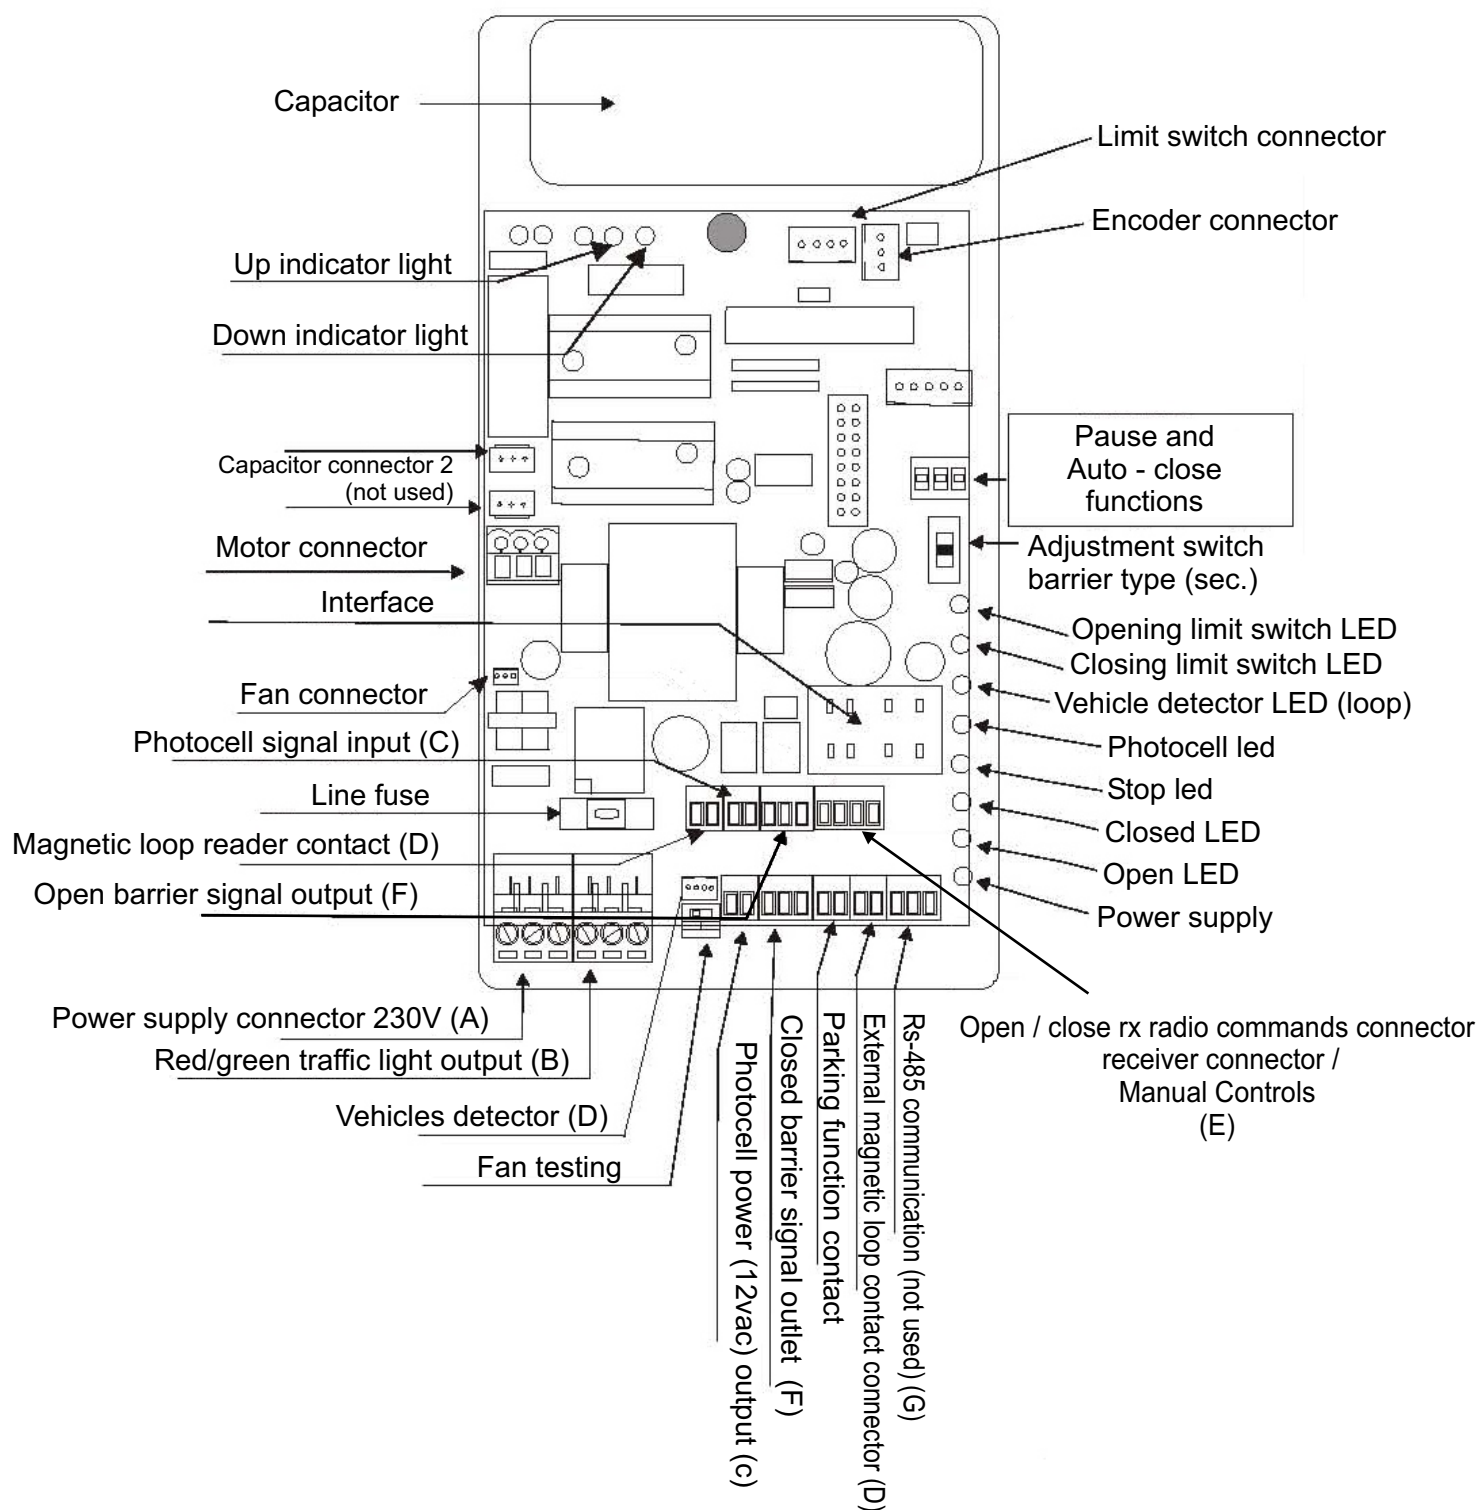 Capacitor
Limit switch connector
Encoder connector
Up indicator light
Down indicator light
Pause and
Auto - close
functions
Capacitor connector 2
(not used)
Motor connector
Adjustment switch
barrier type (sec.)
Interface
Opening limit switch LED
Closing limit switch LED
Fan connector
Vehicle detector LED (loop)
Photocell signal input (C)
Photocell led
Line fuse
Stop led
Magnetic loop reader contact (D)
Closed LED
Open barrier signal output (F)
Open LED
Power supply
Power supply connector 230V (A)
Red/green traffic light output (B)
Vehicles detector (D)
Fan testing
Photocell power (12vac) output (c)
Closed barrier signal outlet (F)
Parking function contact
External magnetic loop contact connector (D)
Rs-485 communication (not used) (G)
Open / close rx radio commands connector
receiver connector /
Manual Controls
(E)